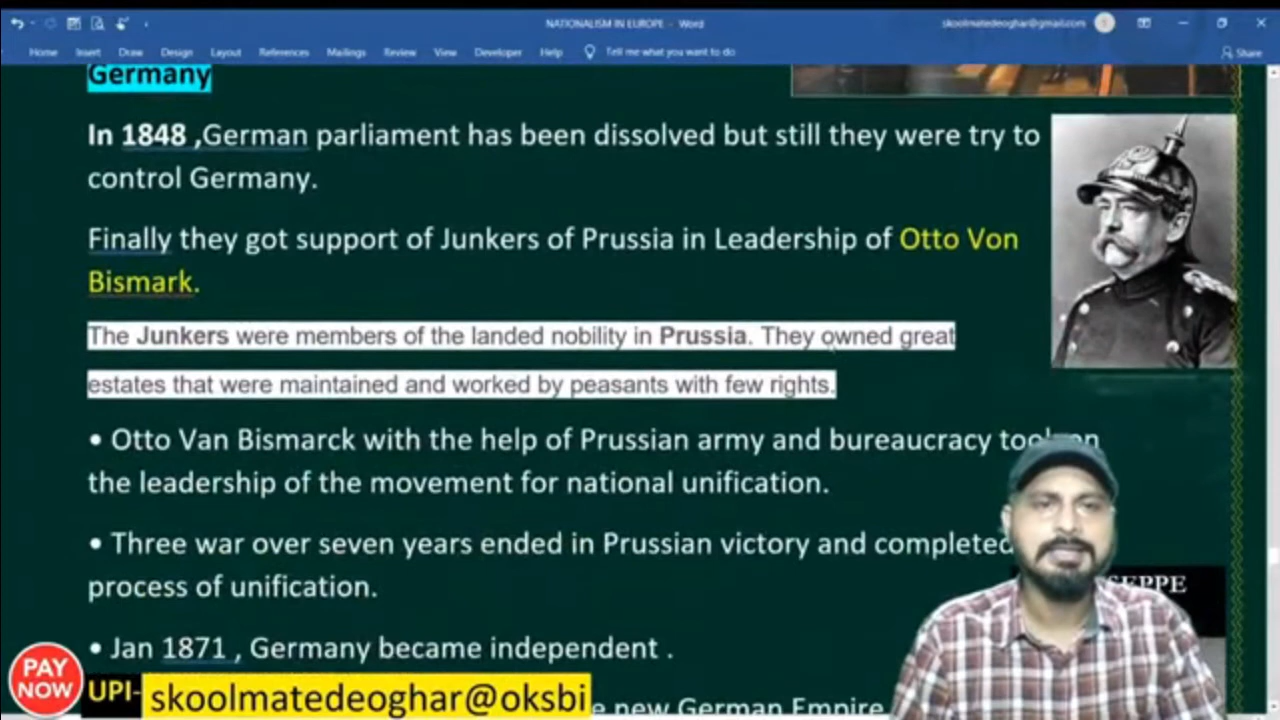 NATIONALISM IN EUROPE - Word
skoolmatedeoghar@gmail.com
Home Insert Draw Design Layout References Mailings Review View Developer Help Tell me what you want to do
Share
Germany
In 1848 ,German parliament has been dissolved but still they were try to
control Germany.
Finally they got support of Junkers of Prussia in Leadership of Otto Von
Bismark.
The Junkers were members of the landed nobility in Prussia. They owned great
estates that were maintained and worked by peasants with few rights.
• Otto Van Bismarck with the help of Prussian army and bureaucracy took on
the leadership of the movement for national unification.
• Three war over seven years ended in Prussian victory and completed
process of unification.
SEPPE
• Jan 1871 , Germany became independent .
PAY
NOW
UPI- skoolmatedeoghar@oksbi
new German Empire